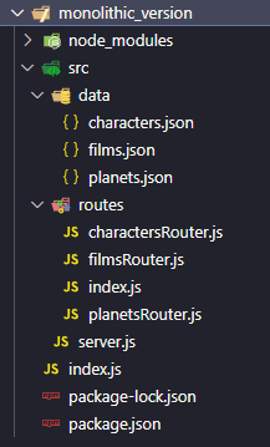 monolithic_version
node_modules
src
data
{ } characters.json
{ } films.json
{ } planets.json
routes
JS charactersRouter.js
JS filmsRouter.js
JS index.js
JS planetsRouter.js
JS server.js
JS index.js
package-lock.json
package.json